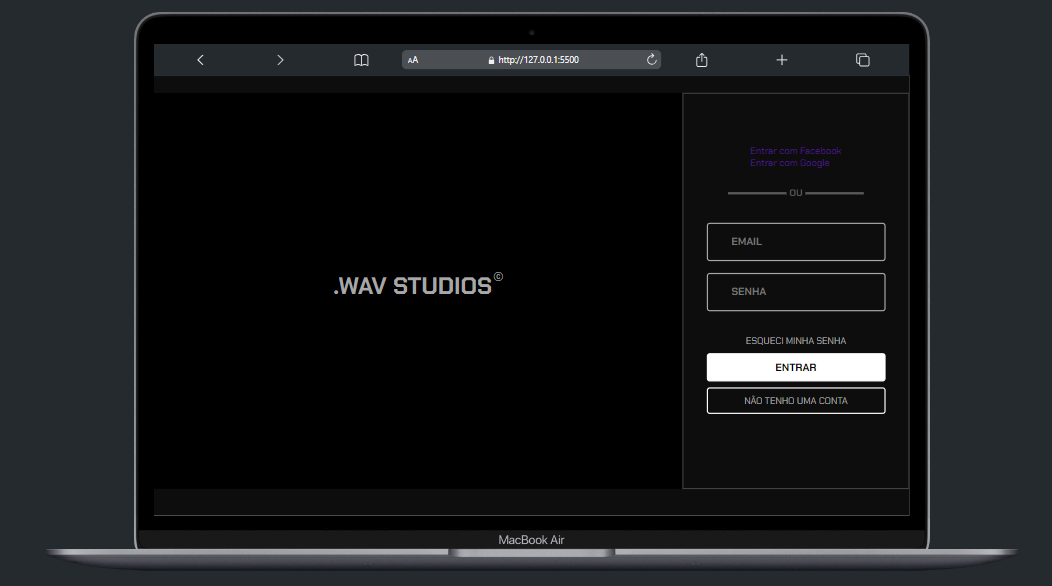 AA
http://127.0.0.1:5500
Entrar com Facebook
Entrar com Google
OU
EMAIL
.WAV STUDIOS©
SENHA
ESQUECI MINHA SENHA
ENTRAR
NÃO TENHO UMA CONTA
MacBook Air